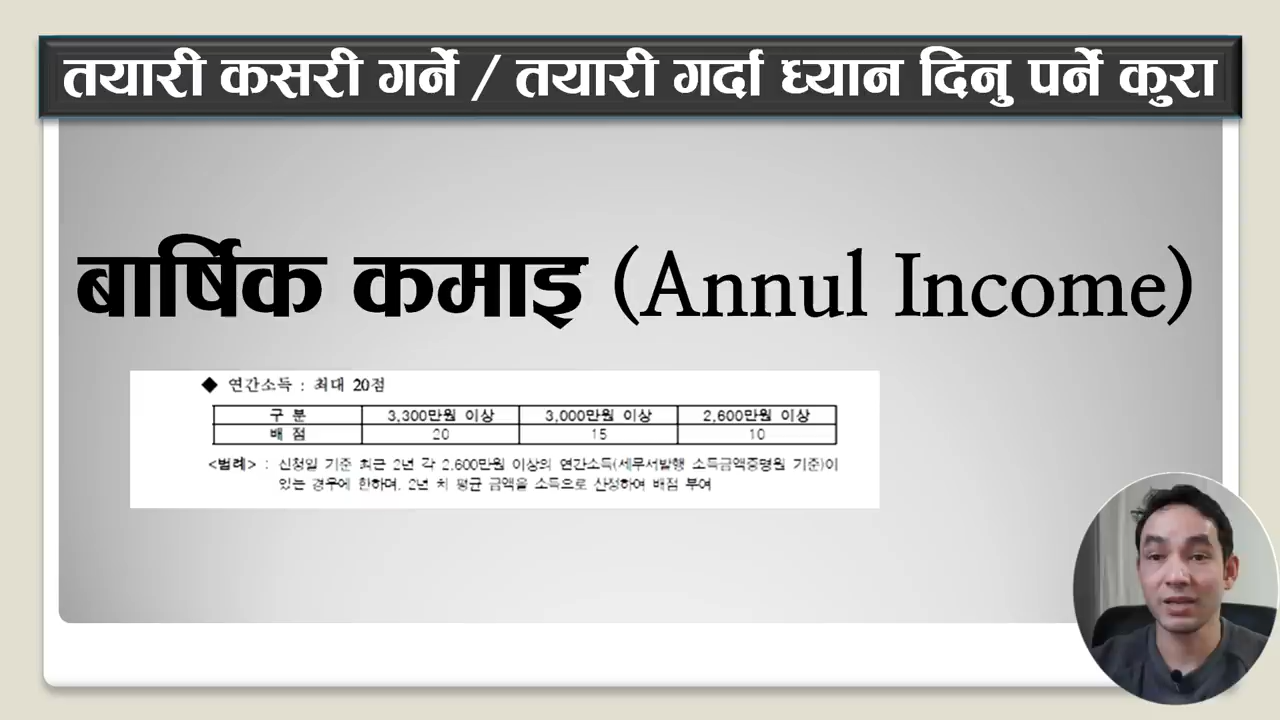 तयारी कसरी गर्ने / तयारी गर्दा ध्यान दिनु पर्ने कुरा
बार्षिक कमाइ (Annul Income)
◆ 연간소득 : 최대 20점
구 분 3,300만원 이상 3,000만원 이상 2,600만원 이상
배 점 20 15 10
<범례> : 신청일 기준 최근 2년 각 2,600만원 이상의 연간소득(세무서발행 소득금액증명원 기준)이
있는 경우에 한하며, 2년 치 평균 금액을 소득으로 산정하여 배점 부여